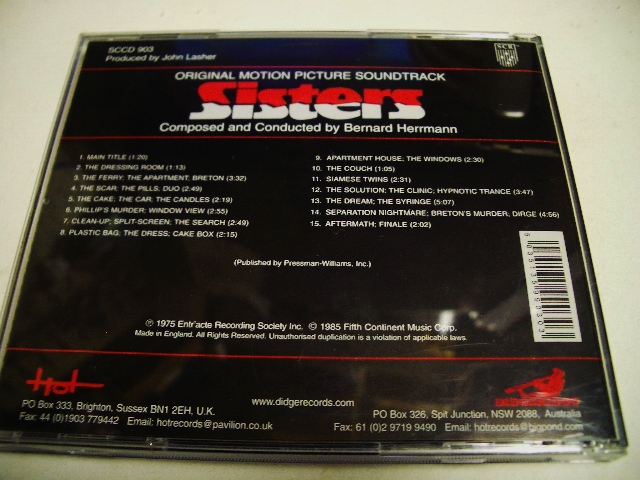 SCCD 903
Produced by John Lasher
SCR
ORIGINAL MOTION PICTURE SOUNDTRACK
Sisters
Composed and Conducted by Bernard Herrmann
1. MAIN TITLE (1:20)
2. THE DRESSING ROOM (1:13)
3. THE FERRY; THE APARTMENT; BRETON (3:32)
4. THE SCAR; THE PILLS; DUO (2:49)
5. THE CAKE; THE CAR; THE CANDLES (2:19)
6. PHILLIP'S MURDER; WINDOW VIEW (2:55)
7. CLEAN-UP; SPLIT-SCREEN; THE SEARCH (2:49)
8. PLASTIC BAG; THE DRESS; CAKE BOX (2:15)
9. APARTMENT HOUSE; THE WINDOWS (2:30)
10. THE COUCH (1:05)
11. SIAMESE TWINS (2:31)
12. THE SOLUTION; THE CLINIC; HYPNOTIC TRANCE (3:47)
13. THE DREAM; THE SYRINGE (5:07)
14. SEPARATION NIGHTMARE; BRETON'S MURDER, DIRGE (4:56)
15. AFTERMATH; FINALE (2:02)
(Published by Pressman-Williams, Inc.)
℗ 1975 Entr'acte Recording Society Inc. © 1985 Fifth Continent Music Corp.
Made in England. All Rights Reserved. Unauthorised duplication is a violation of applicable laws.
Hot
PO Box 333, Brighton, Sussex BN1 2EH, U.K.
Fax: 44 (0)1903 779442 Email: hotrecords@pavilion.co.uk
www.didgerecords.com
PO Box 326, Spit Junction, NSW 2088, Australia
Fax: 61 (0)2 9719 9490 Email: hotrecords@bigpond.com